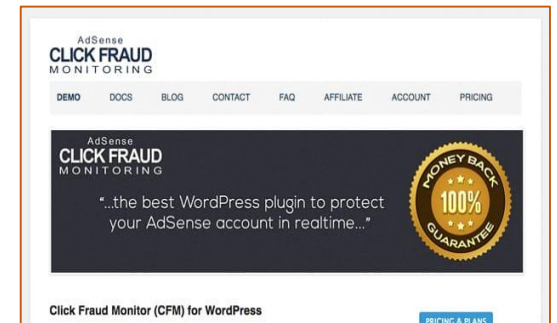 AdSense
CLICK FRAUD
MONITORING
DEMO DOCS BLOG CONTACT FAQ AFFILIATE ACCOUNT PRICING
AdSense
CLICK FRAUD
MONITORING
"...the best WordPress plugin to protect
your AdSense account in realtime..."
MONEY BACK
100%
GUARANTEE
Click Fraud Monitor (CFM) for WordPress
PRICING & PLANS